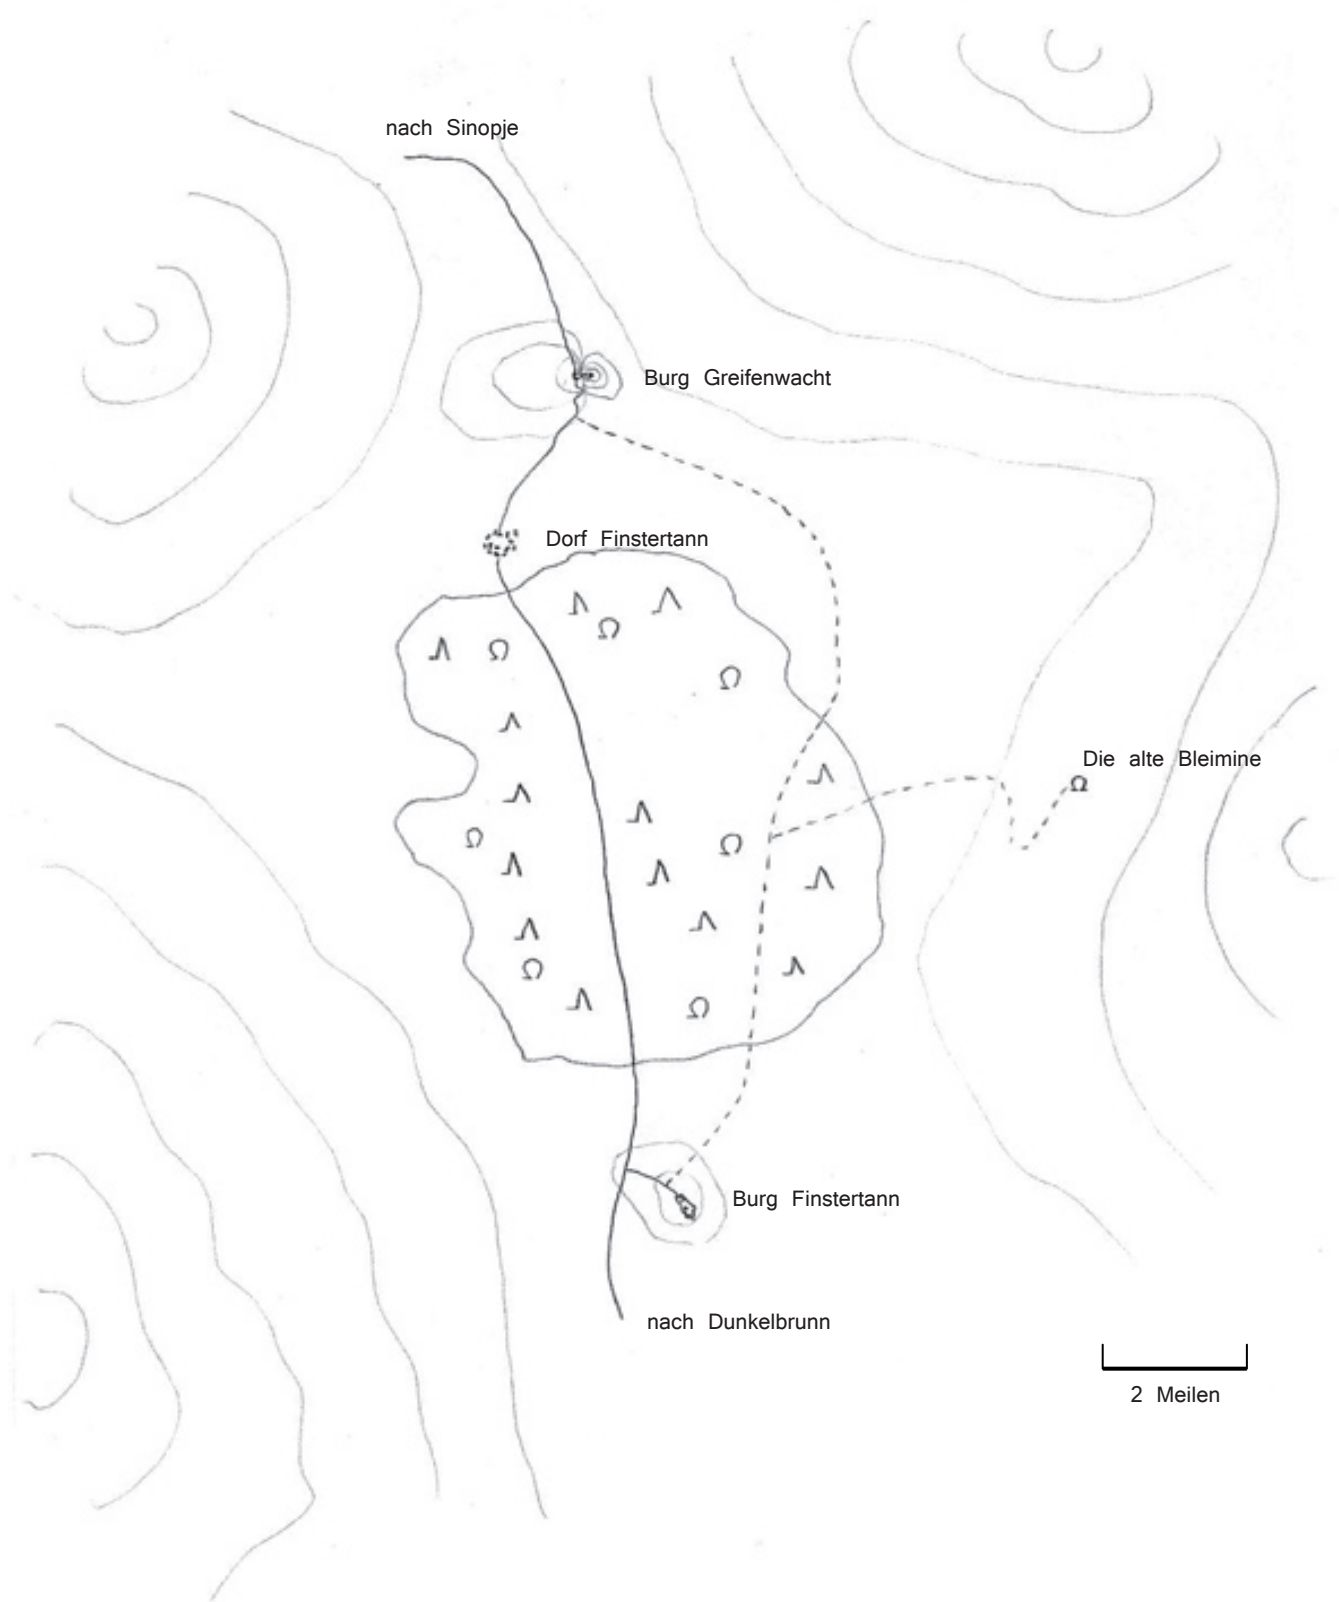 nach Sinopje
Burg Greifenwacht
Dorf Finstertann
Die alte Bleimine
Burg Finstertann
nach Dunkelbrunn
2 Meilen